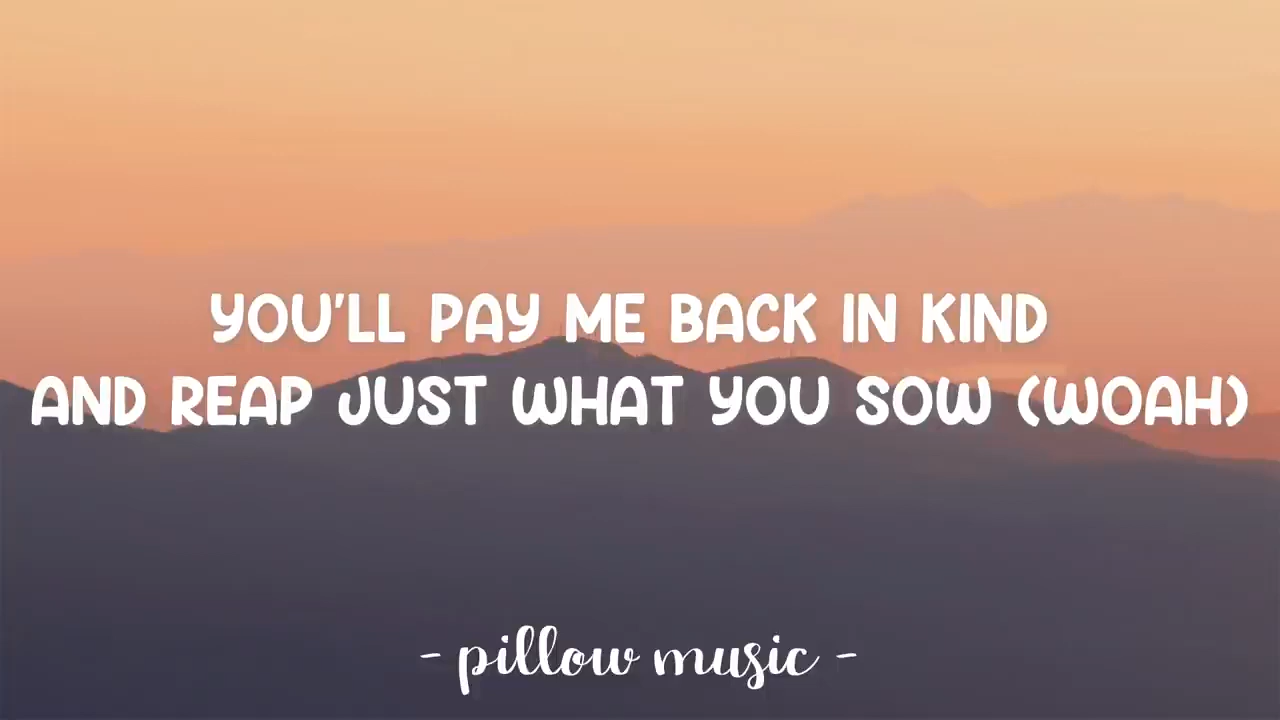 YOU'LL PAY ME BACK IN KIND
AND REAP JUST WHAT YOU SOW (WOAH)
- pillow music -